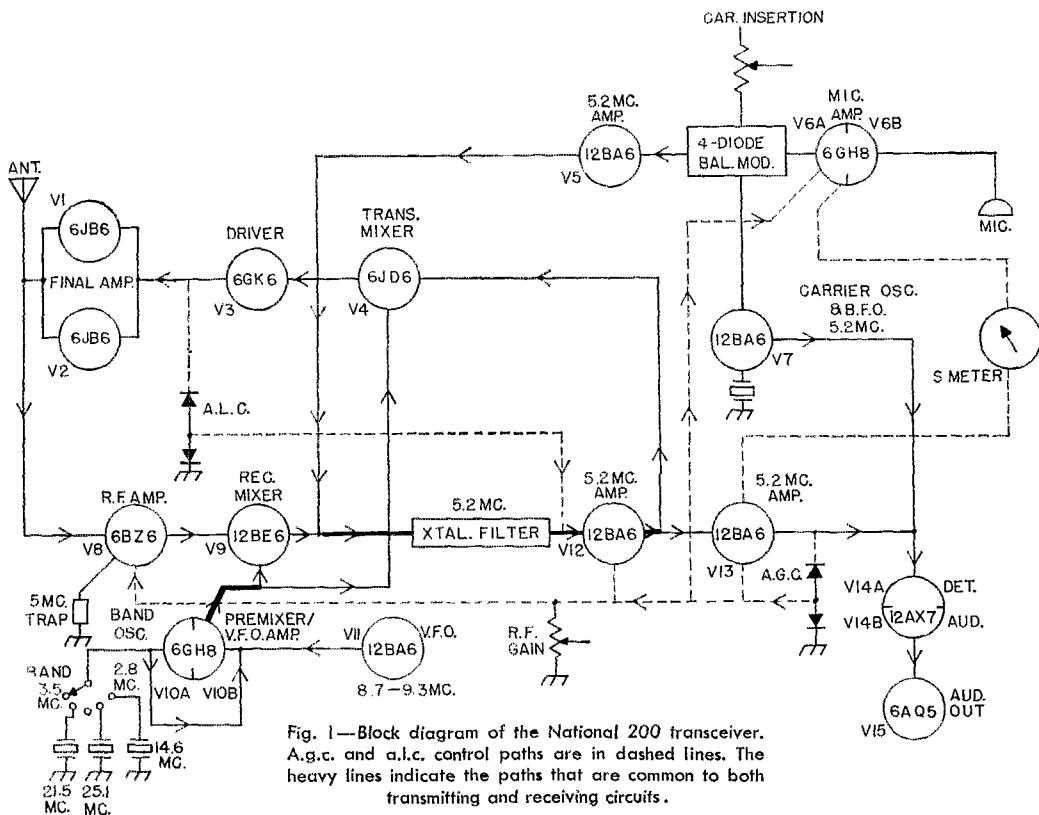 CAR. INSERTION
5.2 MC.
AMP.
12BA6
V5
4-DIODE
BAL. MOD.
MIC.
AMP.
V6A
V6B
6GH8
MIC.
ANT.
V1
6JB6
FINAL AMP.
6JB6
V2
DRIVER
6GK6
V3
TRANS.
MIXER
6JD6
V4
CARRIER OSC.
& B.F.O.
5.2 MC.
12BA6
V7
S METER
A.L.C.
R.F. AMP.
6BZ6
V8
REC.
MIXER
12BE6
V9
5.2 MC.
XTAL. FILTER
5.2 MC.
AMP.
12BA6
V12
5.2 MC.
AMP.
12BA6
V13
A.G.C.
V14A
DET.
12AX7
V14B
AUD.
5 MC.
TRAP
BAND
OSC.
PREMIXER/
V.F.O. AMP.
6GH8
V10A
V10B
V11
V.F.O.
12BA6
8.7-9.3 MC.
R.F.
GAIN
6AQ5
AUD.
OUT
V15
BAND
3.5
MC.
2.8
MC.
14.6
MC.
21.5
MC.
25.1
MC.
Fig. 1—Block diagram of the National 200 transceiver.
A.g.c. and a.l.c. control paths are in dashed lines. The
heavy lines indicate the paths that are common to both
transmitting and receiving circuits.